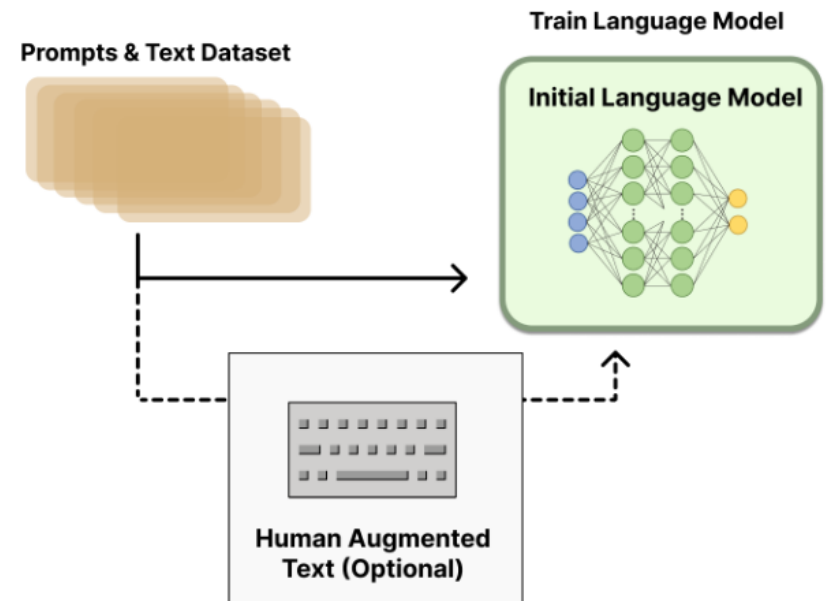 Train Language Model
Prompts & Text Dataset
Initial Language Model
Human Augmented
Text (Optional)